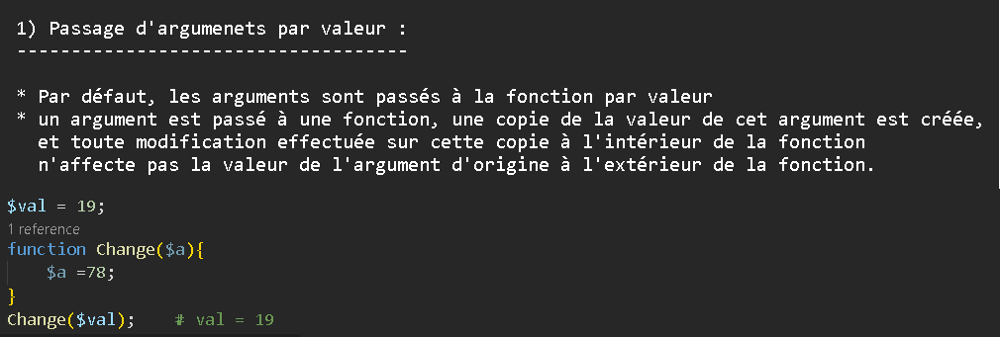 1) Passage d'argumenets par valeur :
------------------------------------
* Par défaut, les arguments sont passés à la fonction par valeur
* un argument est passé à une fonction, une copie de la valeur de cet argument est créée,
et toute modification effectuée sur cette copie à l'intérieur de la fonction
n'affecte pas la valeur de l'argument d'origine à l'extérieur de la fonction.
$val = 19;
1 reference
function Change($a){
$a =78;
}
Change($val);    # val = 19